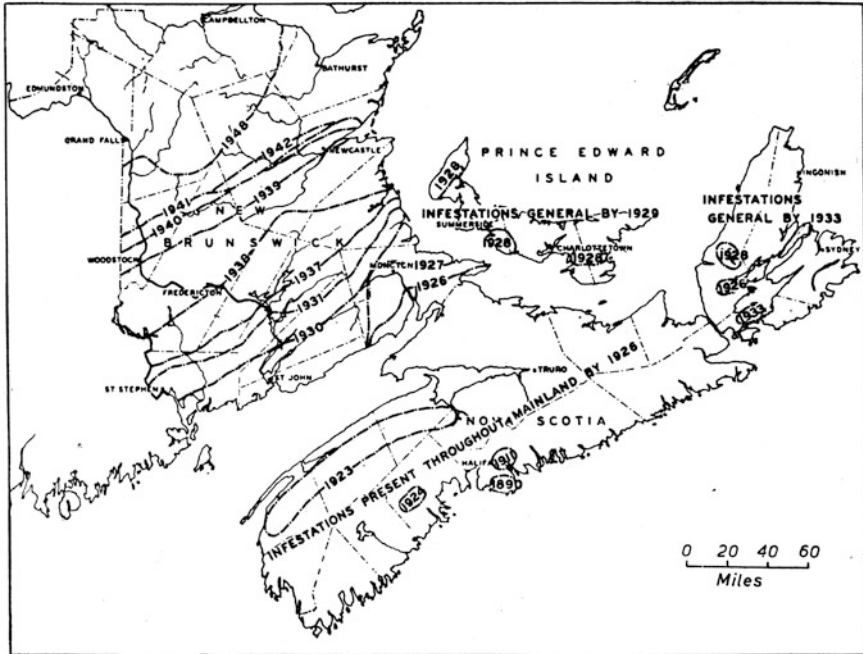 CAMPBELLTON
BATHURST
EDMUNDSTON
GRAND FALLS
1948
1942
NEWCASTLE
1941
1940
1939
NEW
BRUNSWICK
WOODSTOCK
1938
1937
FREDERICTON
1931
1930
MONCTON
1927
1926
ST STEPHEN
ST JOHN
PRINCE EDWARD
ISLAND
1928
INFESTATIONS GENERAL BY 1929
SUMMERSIDE
1928
CHARLOTTETOWN
1928
INGONISH
INFESTATIONS
GENERAL BY 1933
SYDNEY
1928
1926
1933
TRURO
NOVA SCOTIA
INFESTATIONS PRESENT THROUGHOUT MAINLAND BY 1926
1923
1924
HALIFAX
1910
1890
0 20 40 60
Miles